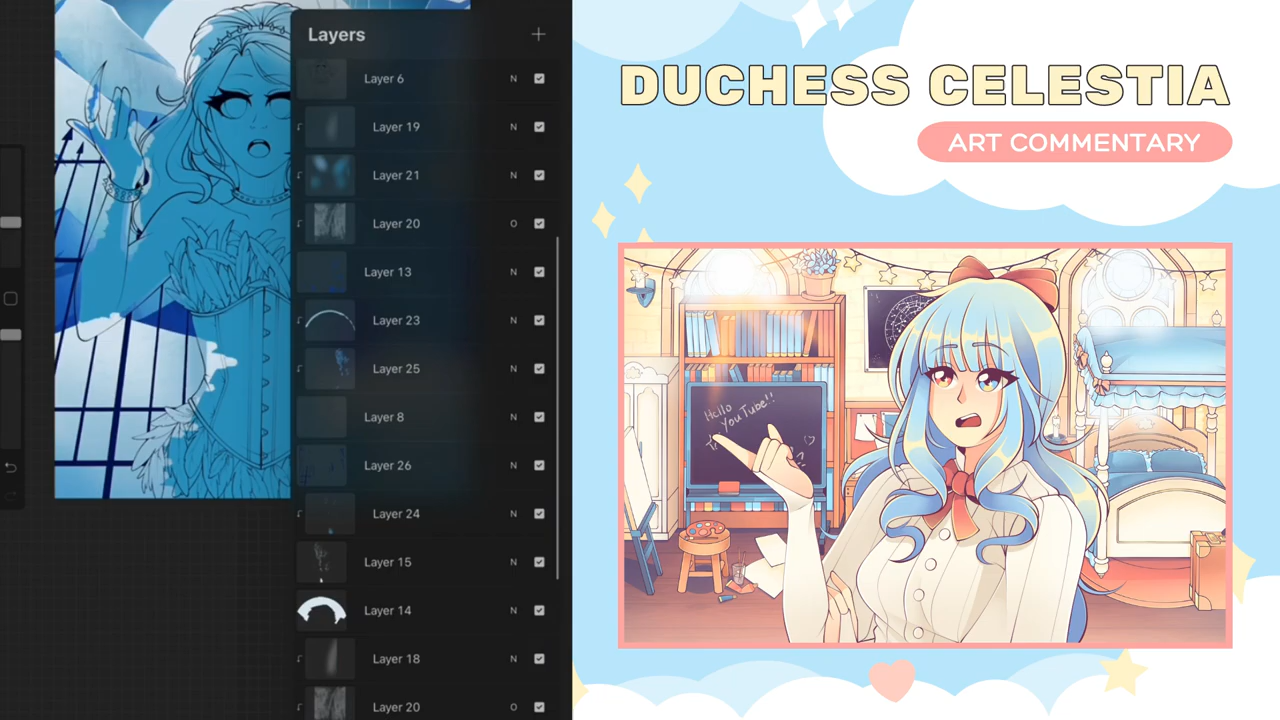 Layers
Layer 6 N
Layer 19 N
Layer 21 N
Layer 20 O
Layer 13 N
Layer 23 N
Layer 25 N
Layer 8 N
Layer 26 N
Layer 24 N
Layer 15 N
Layer 14 N
Layer 18 N
Layer 20 O
DUCHESS CELESTIA
ART COMMENTARY
Hello
YouTube!!